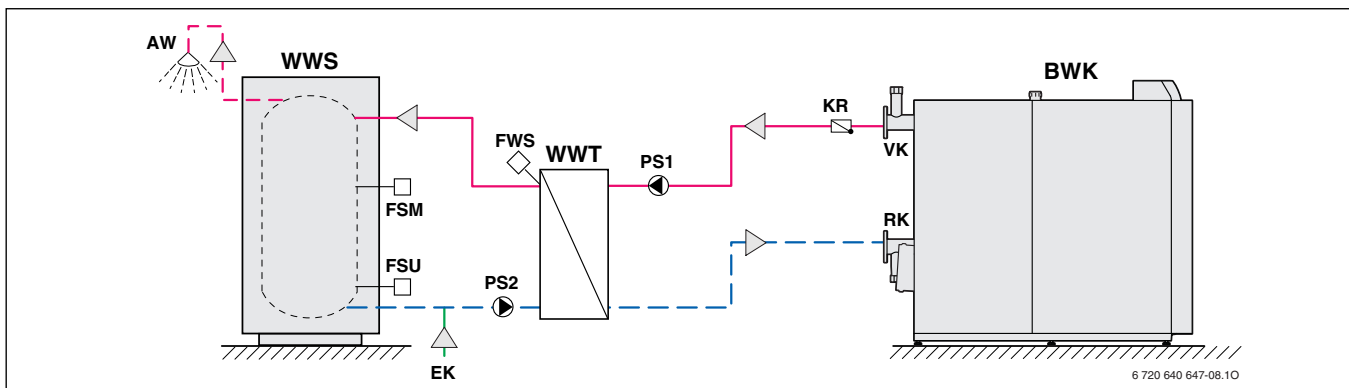 AW
WWS
BWK
KR
FWS
WWT
PS1
VK
FSM
RK
FSU
PS2
EK
6 720 640 647-08.1O